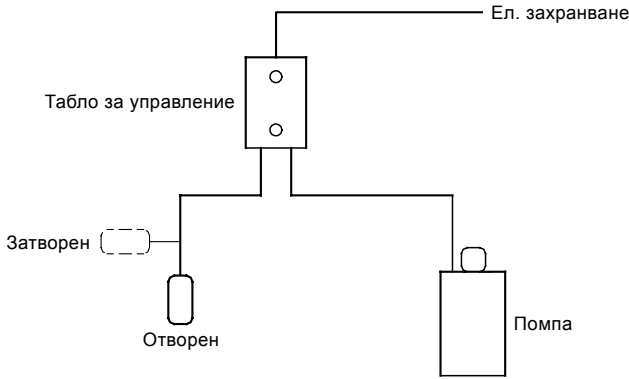 Ел. захранване
Табло за управление
Затворен
Отворен
Помпа